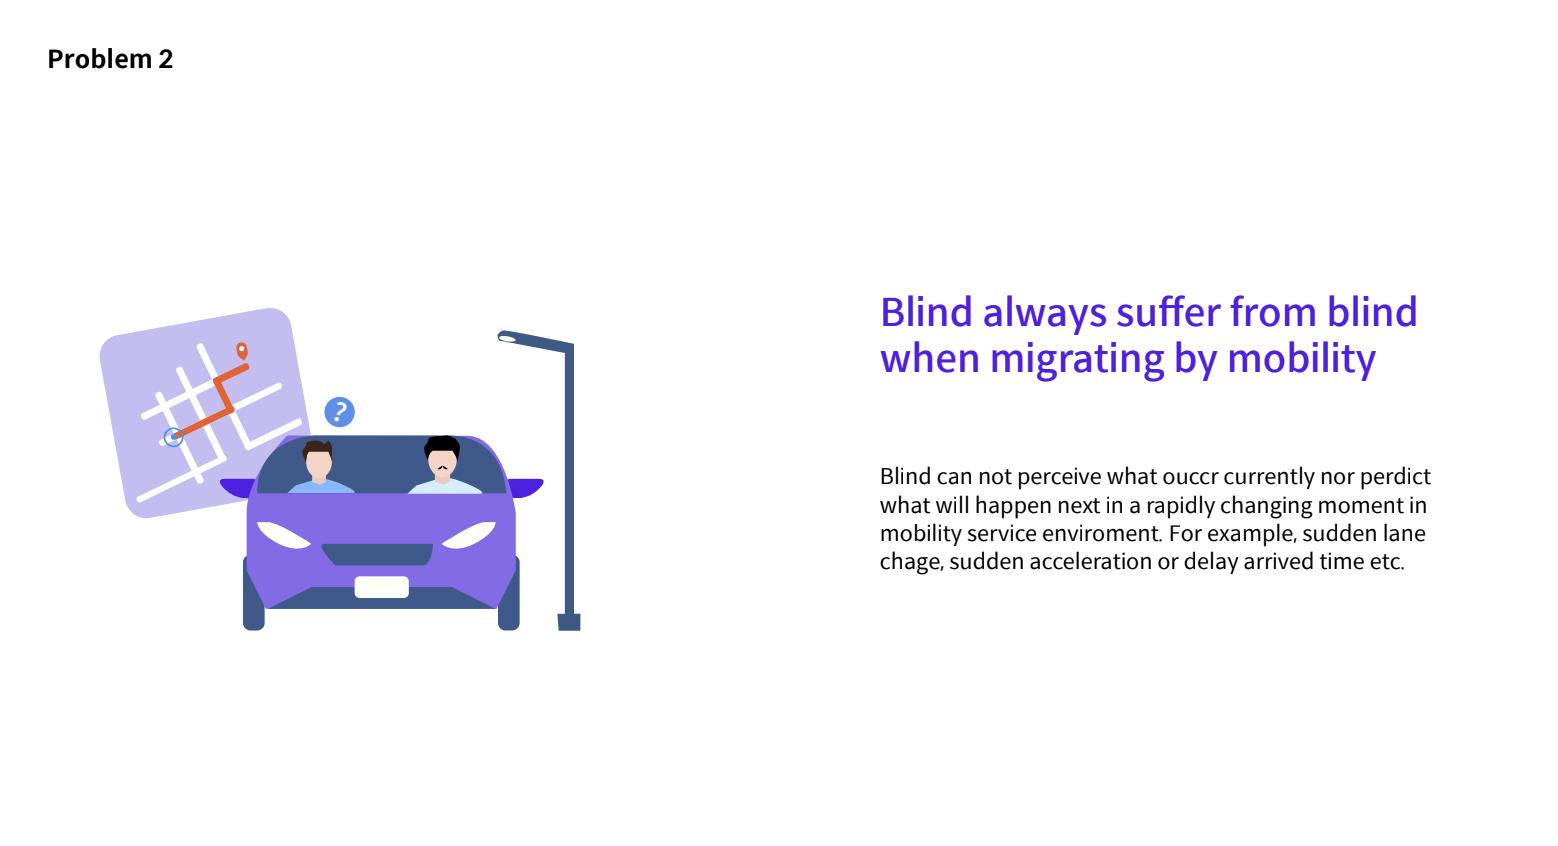 Problem 2
?
Blind always suffer from blind
when migrating by mobility
Blind can not perceive what ouccr currently nor perdict
what will happen next in a rapidly changing moment in
mobility service enviroment. For example, sudden lane
chage, sudden acceleration or delay arrived time etc.